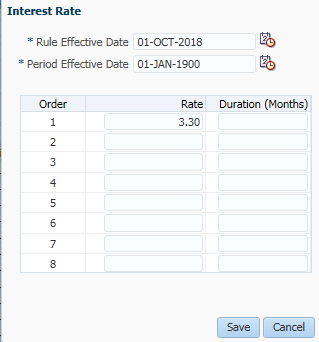 Interest Rate
* Rule Effective Date 01-OCT-2018
* Period Effective Date 01-JAN-1900
Order Rate Duration (Months)
1 3.30
2
3
4
5
6
7
8
Save Cancel